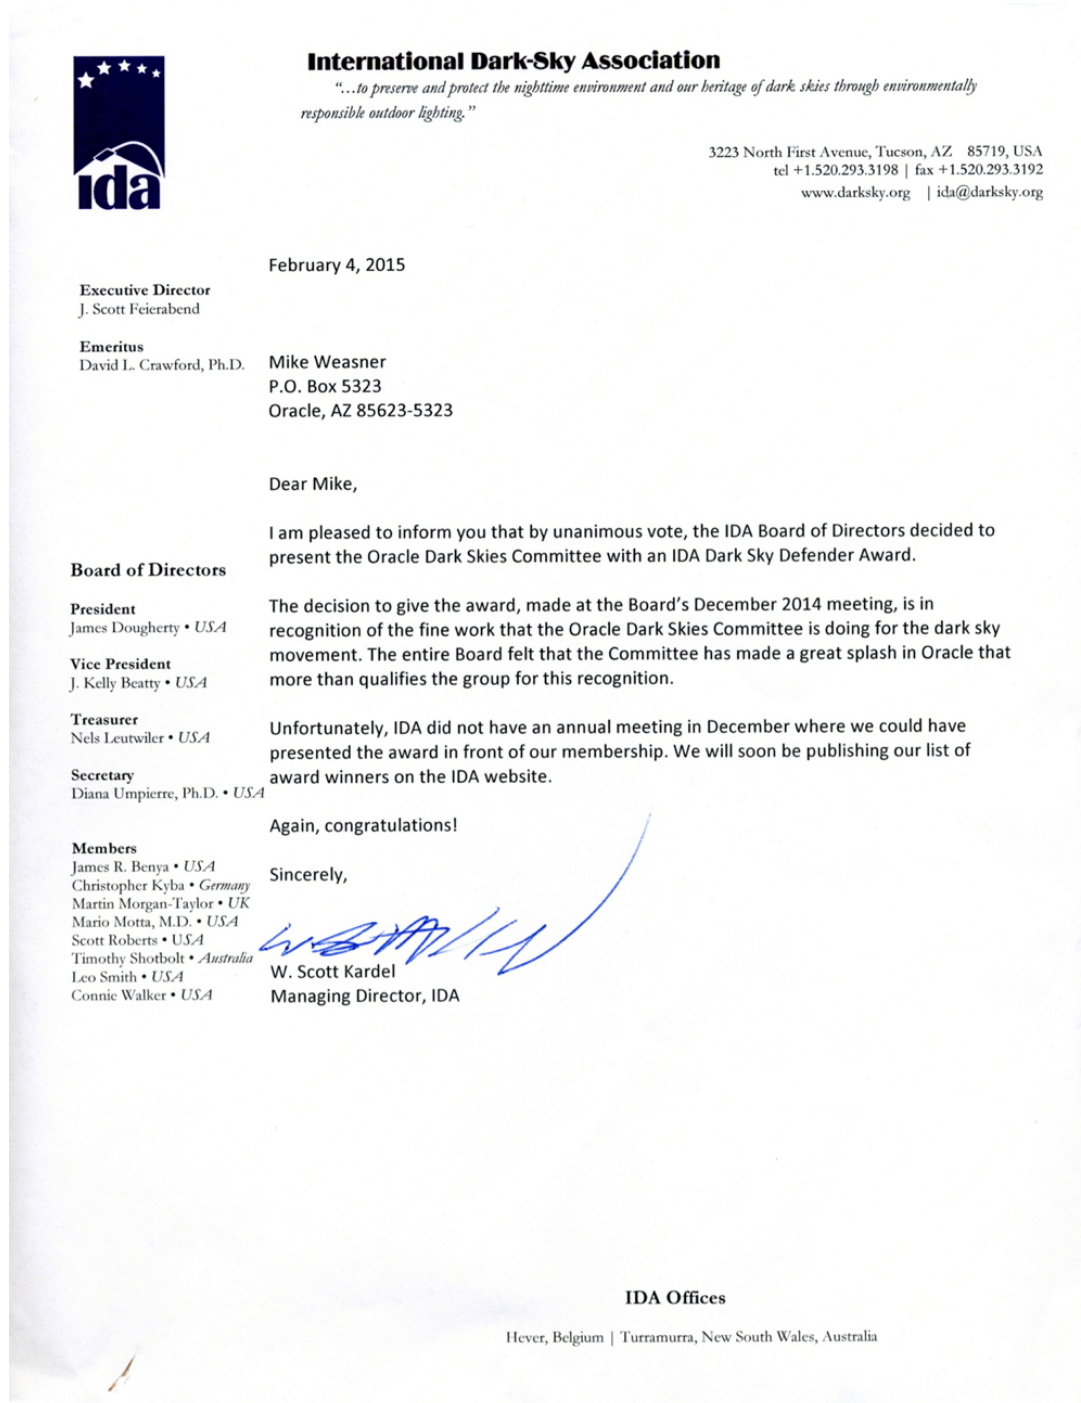 International Dark-Sky Association
"...to preserve and protect the nighttime environment and our heritage of dark skies through environmentally
responsible outdoor lighting."
ida
3223 North First Avenue, Tucson, AZ 85719, USA
tel +1.520.293.3198 | fax +1.520.293.3192
www.darksky.org | ida@darksky.org
February 4, 2015
Executive Director
J. Scott Feierabend
Emeritus
David L. Crawford, Ph.D.
Mike Weasner
P.O. Box 5323
Oracle, AZ 85623-5323
Dear Mike,
I am pleased to inform you that by unanimous vote, the IDA Board of Directors decided to
present the Oracle Dark Skies Committee with an IDA Dark Sky Defender Award.
The decision to give the award, made at the Board's December 2014 meeting, is in
recognition of the fine work that the Oracle Dark Skies Committee is doing for the dark sky
movement. The entire Board felt that the Committee has made a great splash in Oracle that
more than qualifies the group for this recognition.
Unfortunately, IDA did not have an annual meeting in December where we could have
presented the award in front of our membership. We will soon be publishing our list of
award winners on the IDA website.
Again, congratulations!
Sincerely,
W. Scott Kardel
Managing Director, IDA
Board of Directors
President
James Dougherty • USA
Vice President
J. Kelly Beatty • USA
Treasurer
Nels Leutwiler • USA
Secretary
Diana Umpierre, Ph.D. • USA
Members
James R. Benya • USA
Christopher Kyba • Germany
Martin Morgan-Taylor • UK
Mario Motta, M.D. • USA
Scott Roberts • USA
Timothy Shotbolt • Australia
Leo Smith • USA
Connie Walker • USA
IDA Offices
Hever, Belgium | Turramurra, New South Wales, Australia